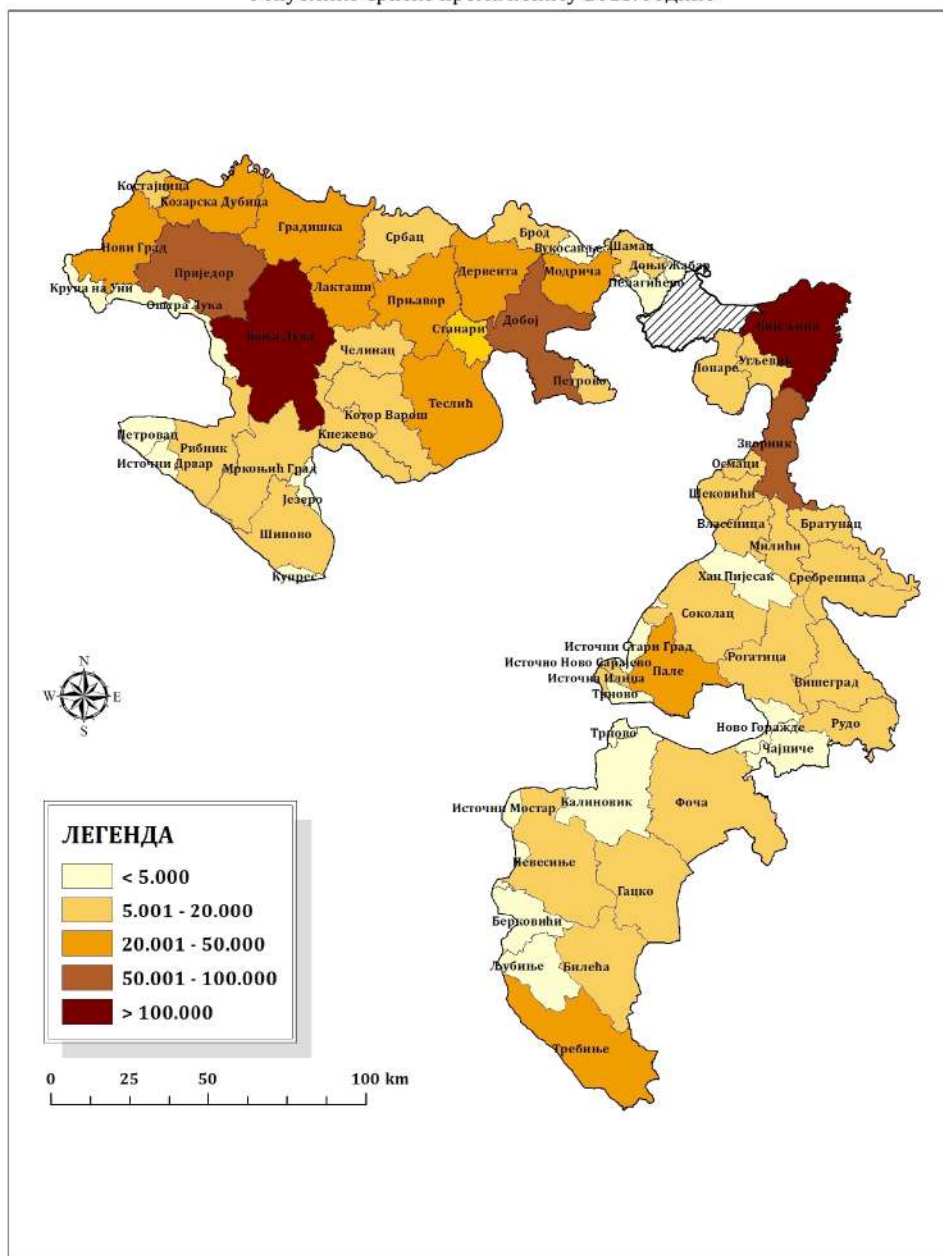 Костајница
Козарска Дубица
Градишка
Србац
Брод
Вукосавље
Шамац
Нови Град
Приједор
Лакташи
Прњавор
Дервента
Модрича
Доњи Жабар
Пелагићево
Крупа на Уни
Оштра Лука
Бања Лука
Челинац
Станари
Добој
Бијељина
Лопаре
Угљевик
Петрово
Теслић
Котор Варош
Кнежево
Петровац
Рибник
Источни Дрвар
Мркоњић Град
Језеро
Шипово
Купрес
Зворник
Осмаци
Шековићи
Власеница
Братунац
Милићи
Хан Пијесак
Сребреница
Соколац
Источни Стари Град
Источно Ново Сарајево
Источна Илиџа
Трново
Пале
Рогатица
Вишеград
Ново Горажде
Рудо
Чајниче
Трново
Источни Мостар
Калиновик
Фоча
Невесиње
Гацко
Берковићи
Љубиње
Билећа
Требиње
N
W E
S
ЛЕГЕНДА
< 5.000
5.001 - 20.000
20.001 - 50.000
50.001 - 100.000
> 100.000
0 25 50 100 km